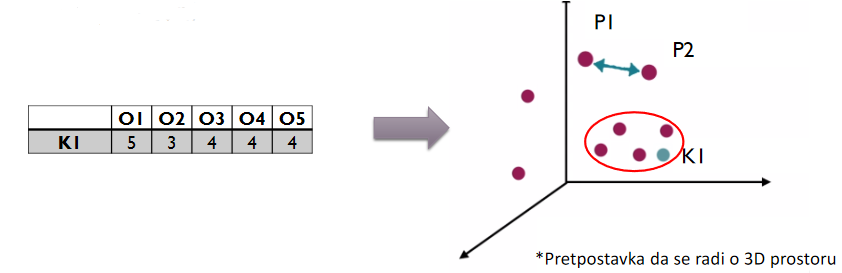 P1
P2
O1 O2 O3 O4 O5
K1 5 3 4 4 4
K1
*Pretpostavka da se radi o 3D prostoru